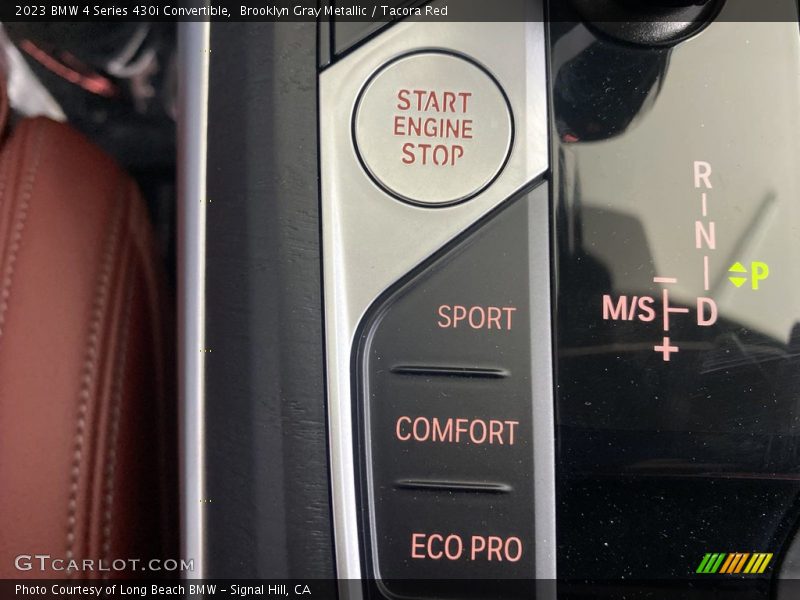 2023 BMW 4 Series 430i Convertible, Brooklyn Gray Metallic / Tacora Red
START
ENGINE
STOP
R
N
P
M/S
D
−
+
SPORT
COMFORT
ECO PRO
GTCARLOT.COM
Photo Courtesy of Long Beach BMW - Signal Hill, CA